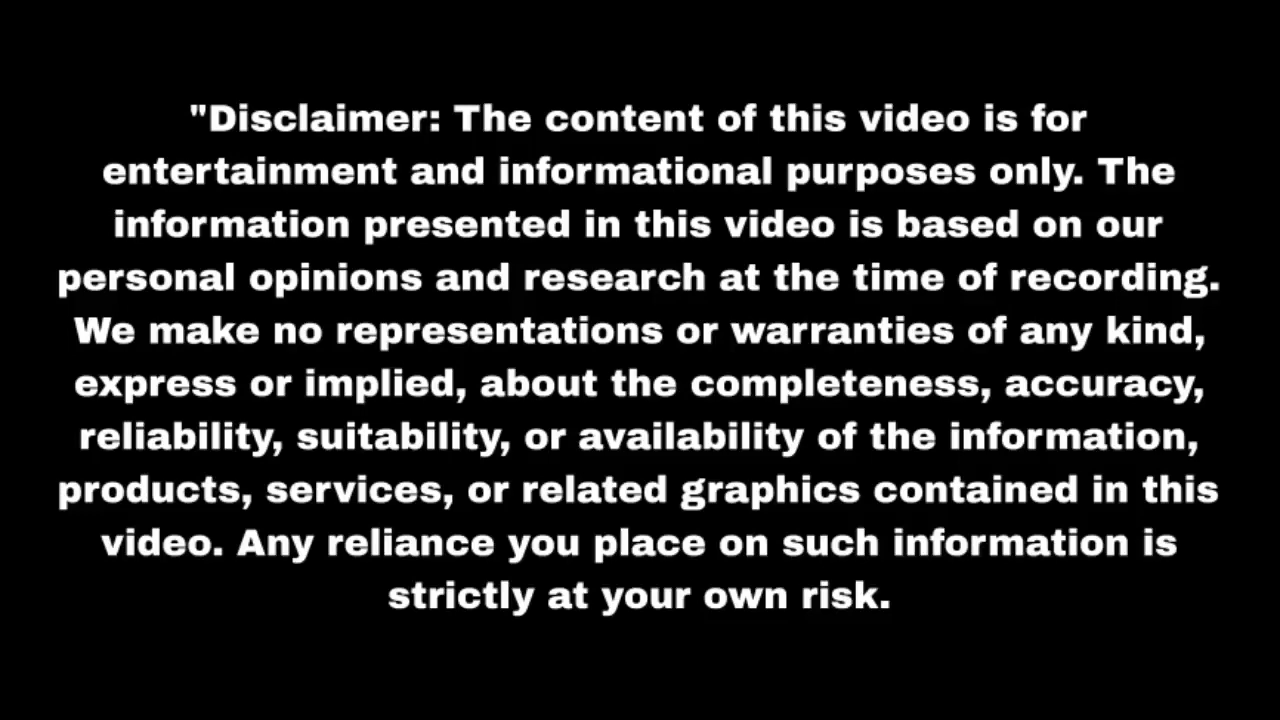 "Disclaimer: The content of this video is for
entertainment and informational purposes only. The
information presented in this video is based on our
personal opinions and research at the time of recording.
We make no representations or warranties of any kind,
express or implied, about the completeness, accuracy,
reliability, suitability, or availability of the information,
products, services, or related graphics contained in this
video. Any reliance you place on such information is
strictly at your own risk.